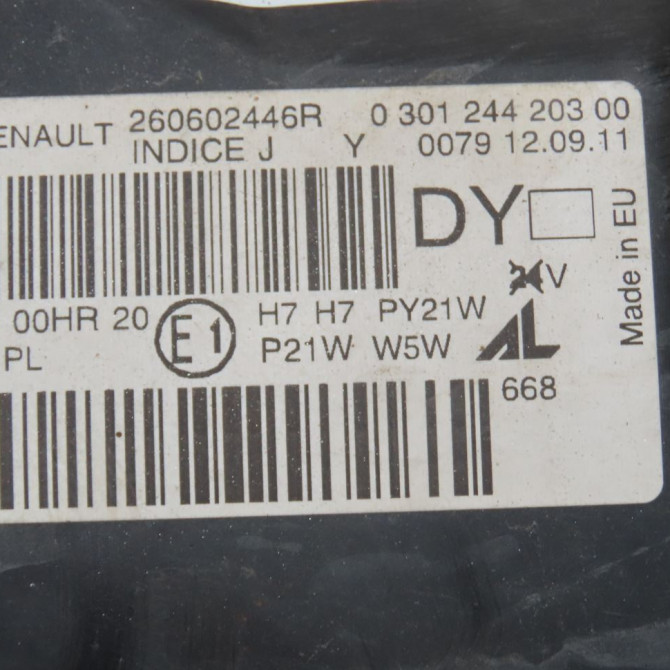 ENAULT 260602446R 0 301 244 203 00
INDICE J Y 0079 12.09.11
DY
Made in EU
V
00HR 20 E1 H7 H7 PY21W
PL P21W W5W AL
668